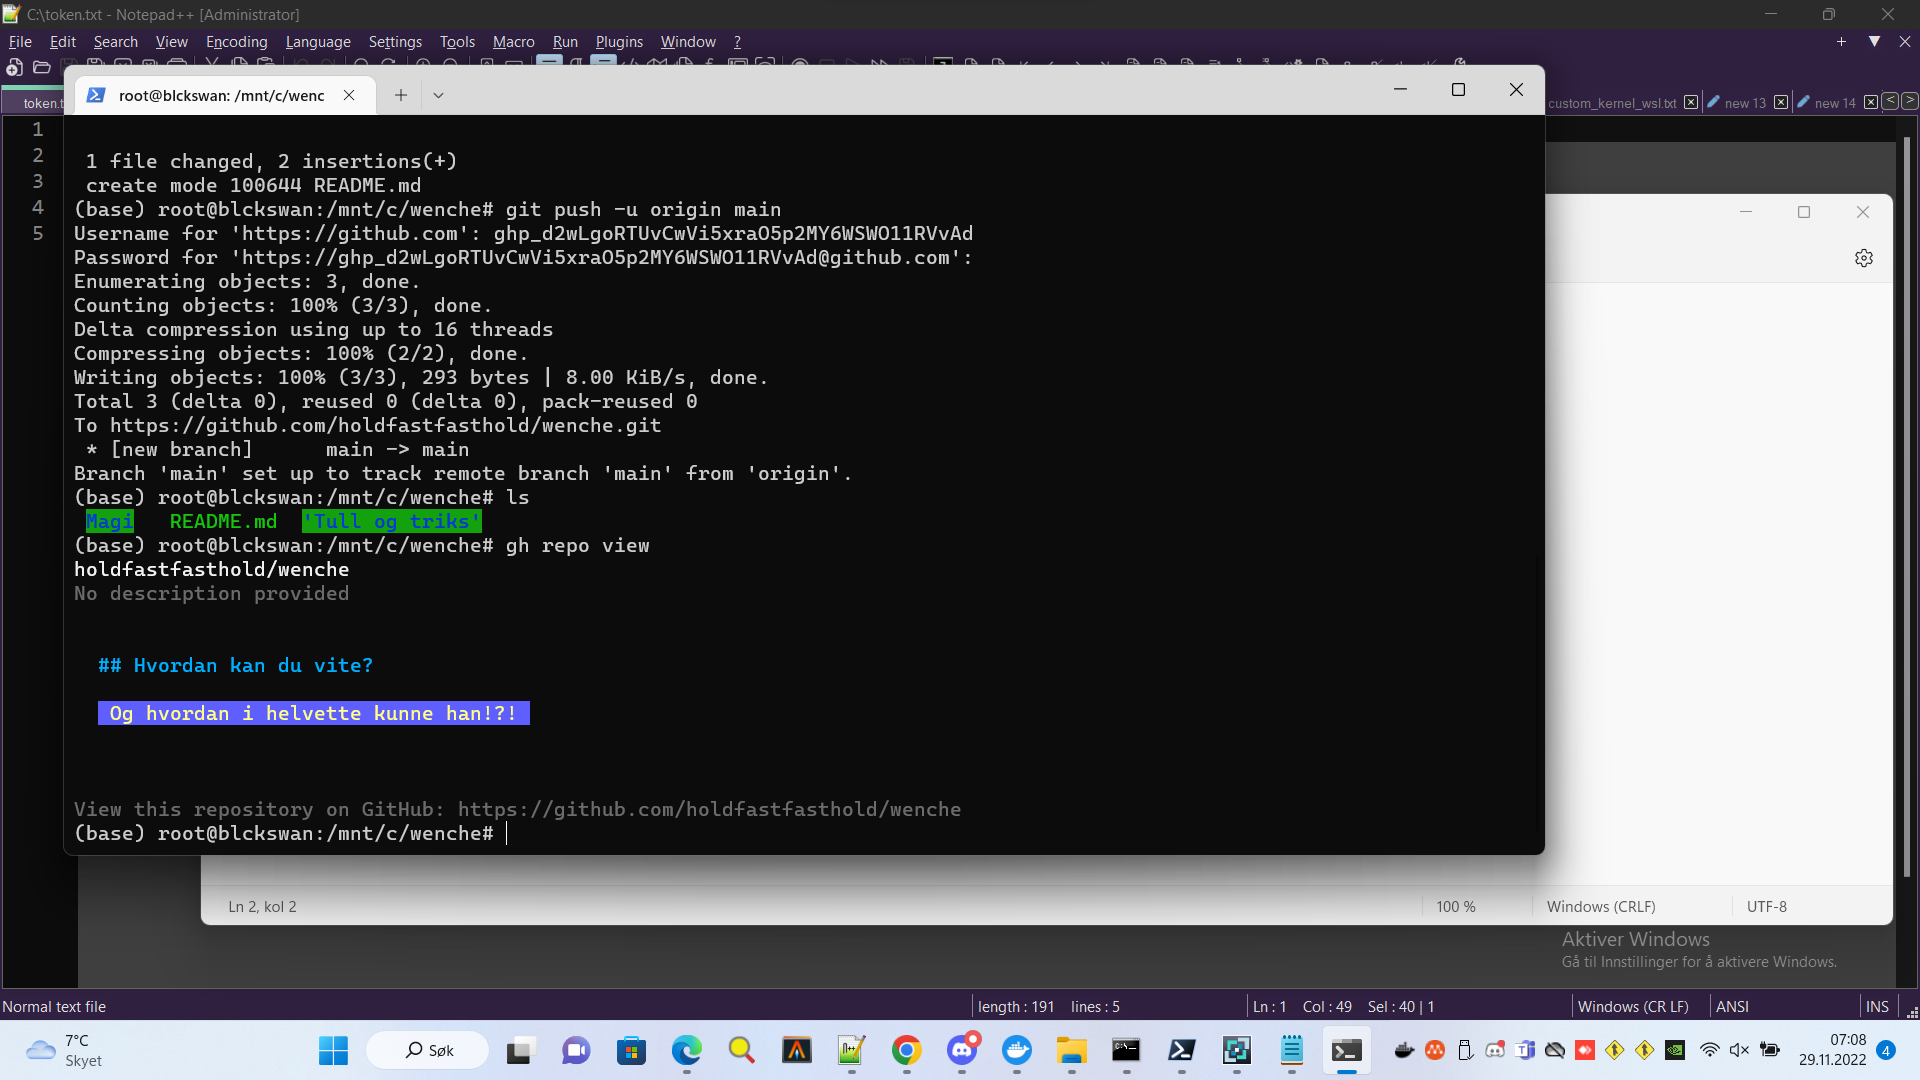 C:\token.txt - Notepad++ [Administrator]
File Edit Search View Encoding Language Settings Tools Macro Run Plugins Window ?
token.t
custom_kernel_wsl.txt
new 13
new 14
root@blckswan: /mnt/c/wenc
1
2
3
4
5
1 file changed, 2 insertions(+)
create mode 100644 README.md
(base) root@blckswan:/mnt/c/wenche# git push -u origin main
Username for 'https://github.com': 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
Password for 'https://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@github.com':
Enumerating objects: 3, done.
Counting objects: 100% (3/3), done.
Delta compression using up to 16 threads
Compressing objects: 100% (2/2), done.
Writing objects: 100% (3/3), 293 bytes | 8.00 KiB/s, done.
Total 3 (delta 0), reused 0 (delta 0), pack-reused 0
To https://github.com/holdfastfasthold/wenche.git
* [new branch]      main -> main
Branch 'main' set up to track remote branch 'main' from 'origin'.
(base) root@blckswan:/mnt/c/wenche# ls
Magi   README.md  'Tull og triks'
(base) root@blckswan:/mnt/c/wenche# gh repo view
holdfastfasthold/wenche
No description provided
## Hvordan kan du vite?
Og hvordan i helvette kunne han!?!
View this repository on GitHub: https://github.com/holdfastfasthold/wenche
(base) root@blckswan:/mnt/c/wenche#
Ln 2, kol 2
100 %
Windows (CRLF)
UTF-8
Aktiver Windows
Gå til Innstillinger for å aktivere Windows.
Normal text file
length : 191 lines : 5
Ln : 1 Col : 49 Sel : 40 | 1
Windows (CR LF)
ANSI
INS
7°C
Skyet
Søk
07:08
29.11.2022
4